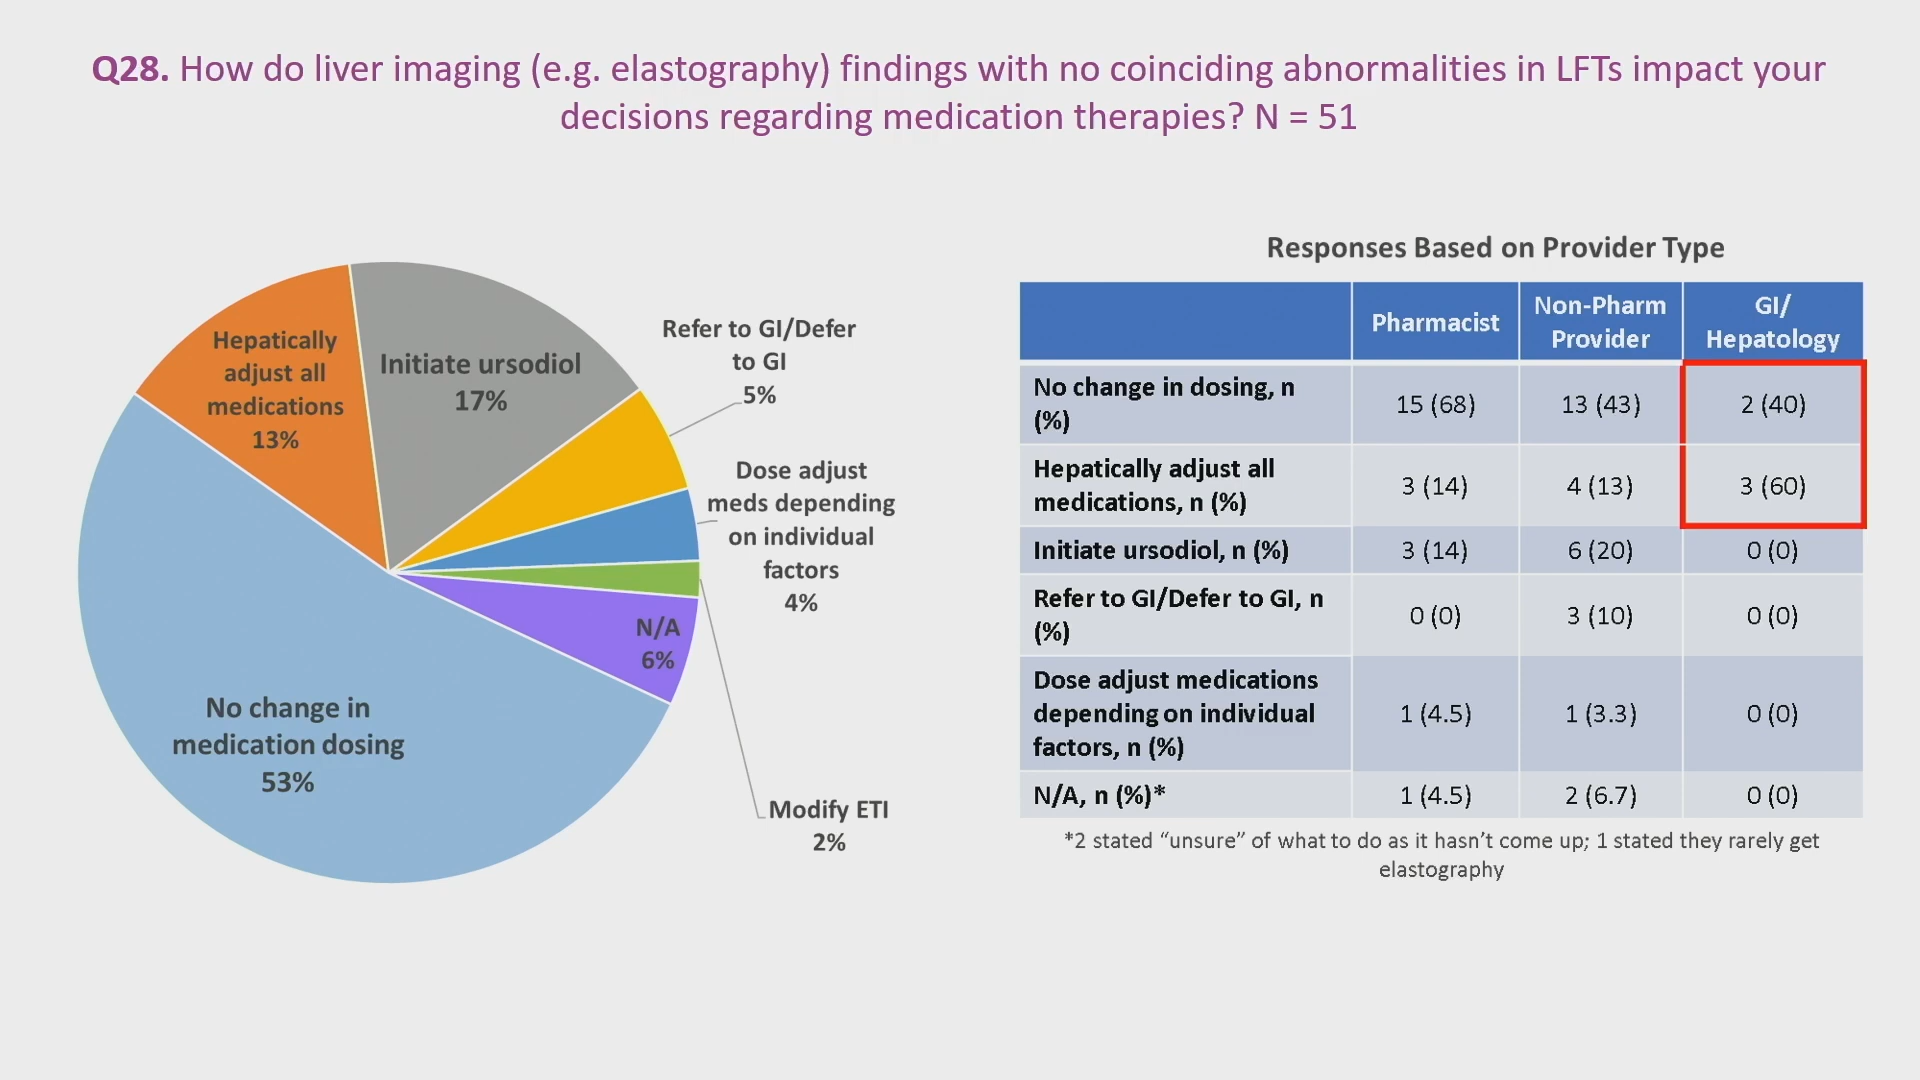 Q28. How do liver imaging (e.g. elastography) findings with no coinciding abnormalities in LFTs impact your
decisions regarding medication therapies? N = 51
Hepatically
adjust all
medications
13%
Initiate ursodiol
17%
Refer to GI/Defer
to GI
5%
Dose adjust
meds depending
on individual
factors
4%
N/A
6%
No change in
medication dosing
53%
Modify ETI
2%
Responses Based on Provider Type
Pharmacist
Non-Pharm
Provider
GI/
Hepatology
No change in dosing, n
(%)
15 (68)
13 (43)
2 (40)
Hepatically adjust all
medications, n (%)
3 (14)
4 (13)
3 (60)
Initiate ursodiol, n (%)
3 (14)
6 (20)
0 (0)
Refer to GI/Defer to GI, n
(%)
0 (0)
3 (10)
0 (0)
Dose adjust medications
depending on individual
factors, n (%)
1 (4.5)
1 (3.3)
0 (0)
N/A, n (%)*
1 (4.5)
2 (6.7)
0 (0)
*2 stated “unsure” of what to do as it hasn’t come up; 1 stated they rarely get
elastography